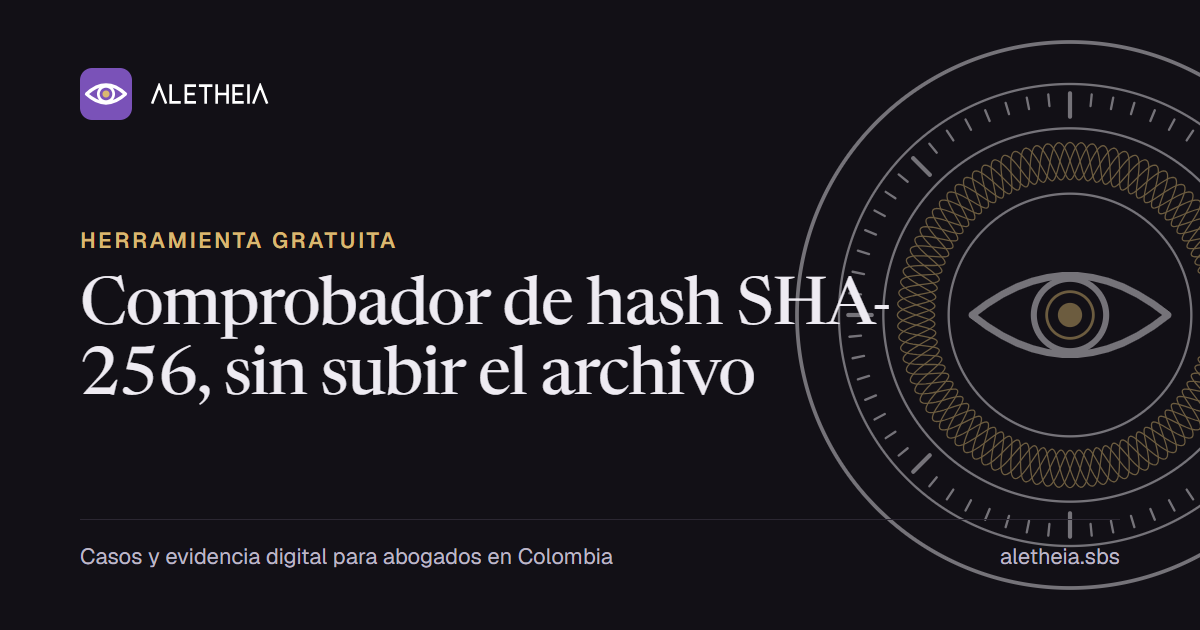 ALETHEIA
HERRAMIENTA GRATUITA
Comprobador de hash SHA-
256, sin subir el archivo
Casos y evidencia digital para abogados en Colombia
aletheia.sbs